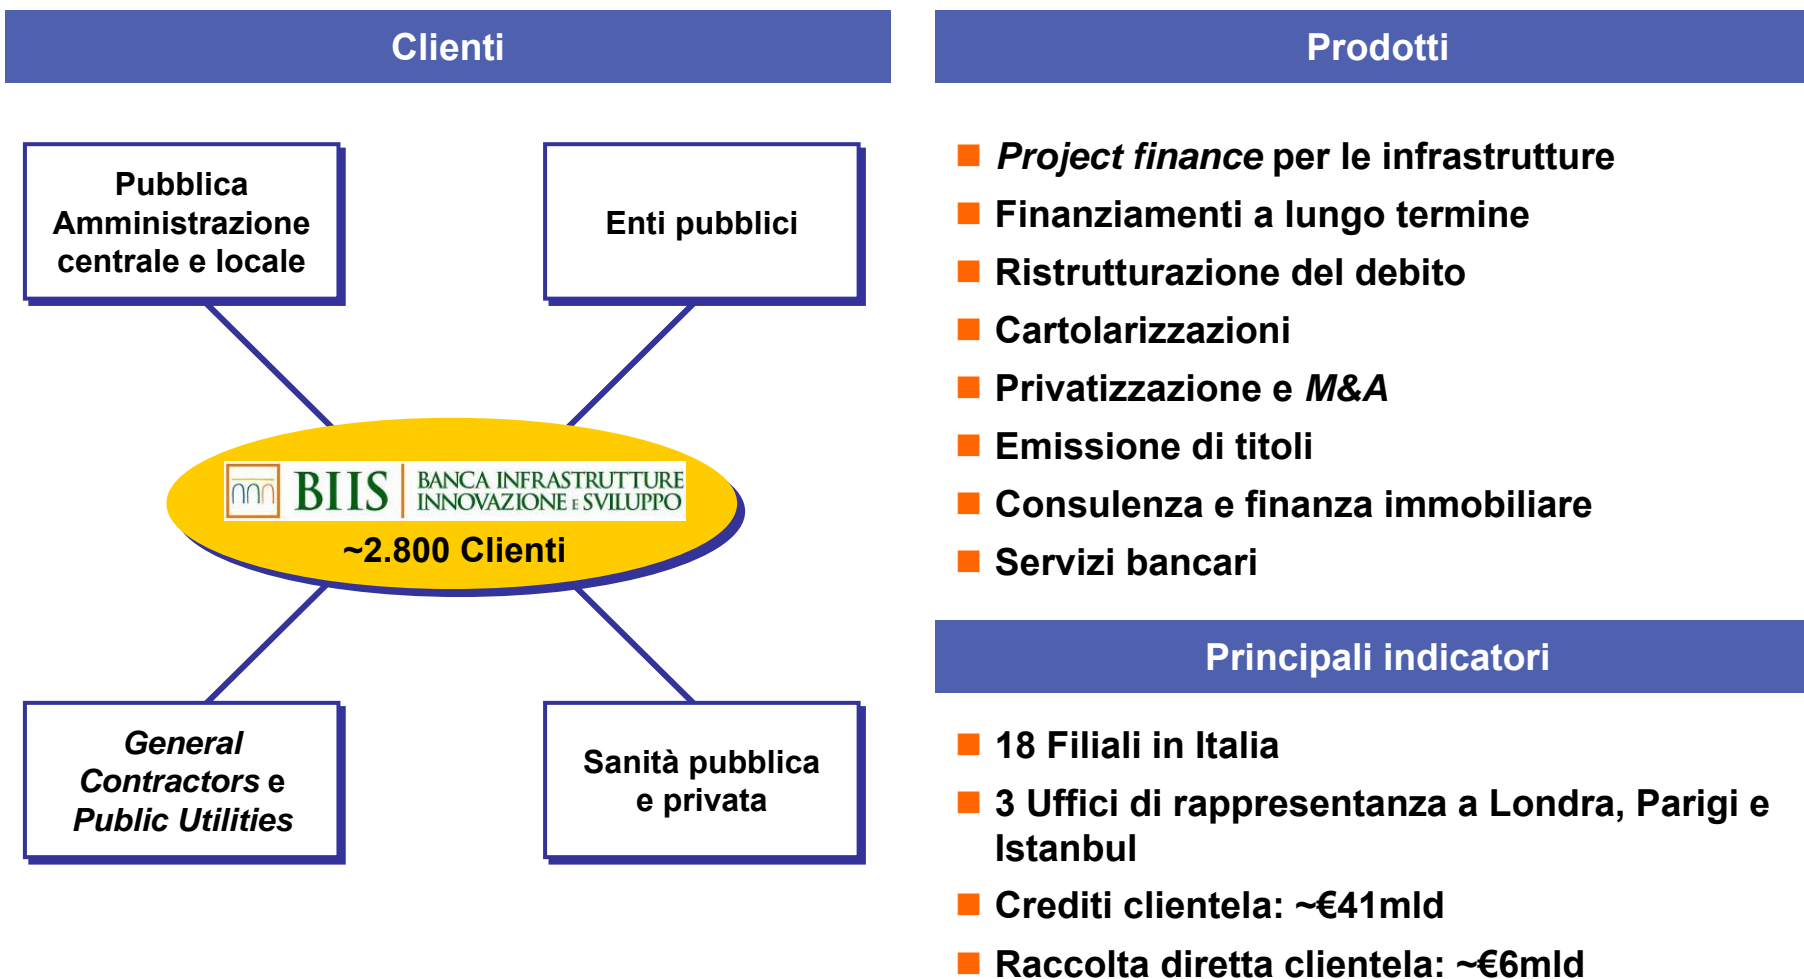 Clienti
Pubblica
Amministrazione
centrale e locale
Enti pubblici
BIIS
BANCA INFRASTRUTTURE
INNOVAZIONE E SVILUPPO
~2.800 Clienti
General
Contractors e
Public Utilities
Sanità pubblica
e privata
Prodotti
Project finance per le infrastrutture
Finanziamenti a lungo termine
Ristrutturazione del debito
Cartolarizzazioni
Privatizzazione e M&A
Emissione di titoli
Consulenza e finanza immobiliare
Servizi bancari
Principali indicatori
18 Filiali in Italia
3 Uffici di rappresentanza a Londra, Parigi e
Istanbul
Crediti clientela: ~€41mld
Raccolta diretta clientela: ~€6mld